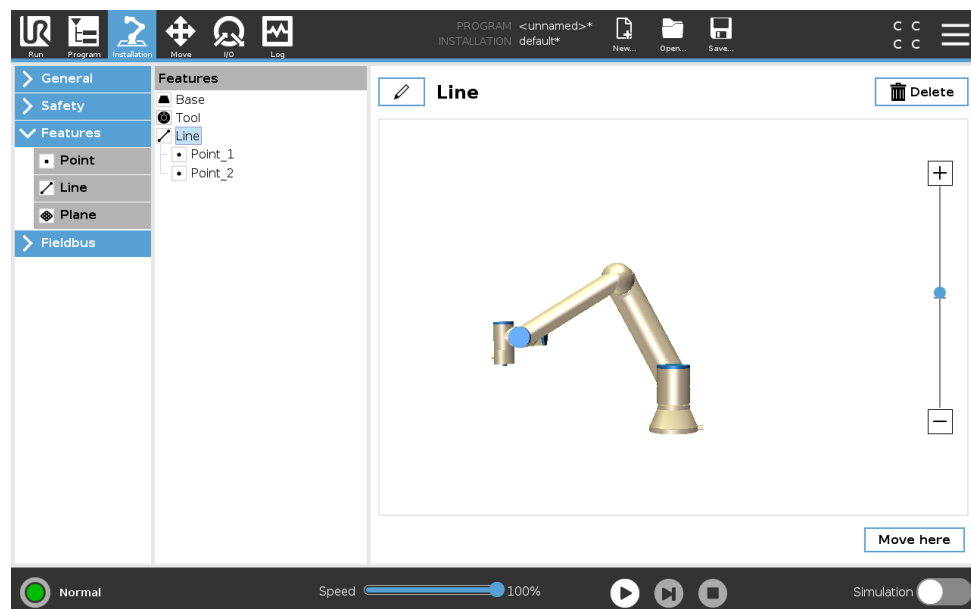 UR
Run
Program
Installation
Move
I/O
Log
PROGRAM <unnamed>*
INSTALLATION default*
New...
Open...
Save...
C C
C C
General
Safety
Features
Point
Line
Plane
Fieldbus
Features
Base
Tool
Line
Point_1
Point_2
Line
Delete
Move here
Normal
Speed
100%
Simulation